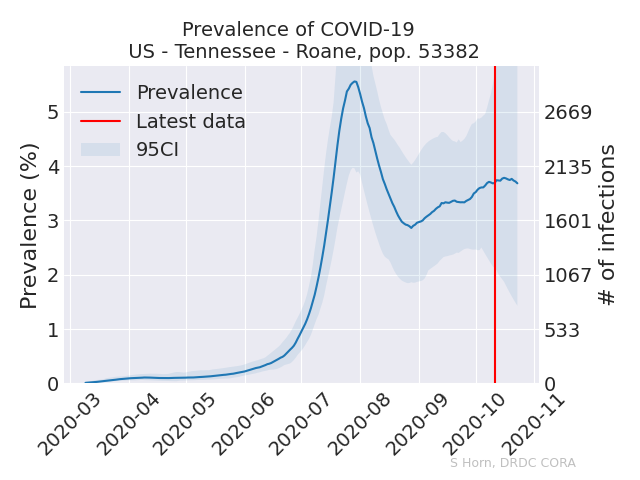 Prevalence of COVID-19
US - Tennessee - Roane, pop. 53382
Prevalence
Latest data
95CI
Prevalence (%)
5
4
3
2
1
0
2669
2135
1601
1067
533
0
# of infections
2020-03
2020-04
2020-05
2020-06
2020-07
2020-08
2020-09
2020-10
2020-11
S Horn, DRDC CORA